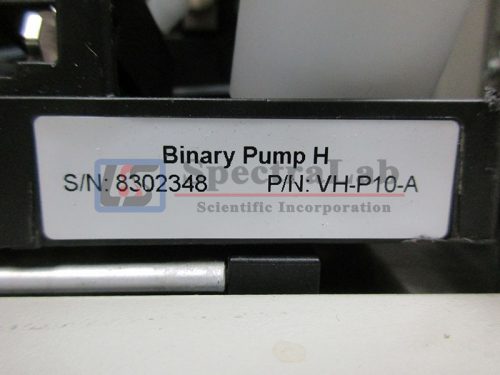 Binary Pump H
S/N: 8302348 P/N: VH-P10-A
SpectraLab
Scientific Incorporation